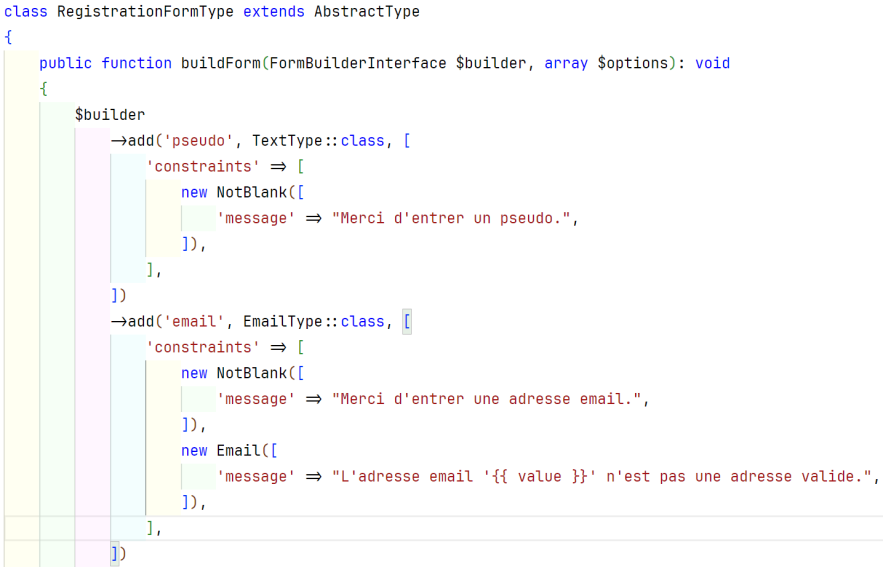 class RegistrationFormType extends AbstractType
{
    public function buildForm(FormBuilderInterface $builder, array $options): void
    {
        $builder
            ->add('pseudo', TextType::class, [
                'constraints' => [
                    new NotBlank([
                        'message' => "Merci d'entrer un pseudo.",
                    ]),
                ],
            ])
            ->add('email', EmailType::class, [
                'constraints' => [
                    new NotBlank([
                        'message' => "Merci d'entrer une adresse email.",
                    ]),
                    new Email([
                        'message' => "L'adresse email '{{ value }}' n'est pas une adresse valide.",
                    ]),
                ],
            ])